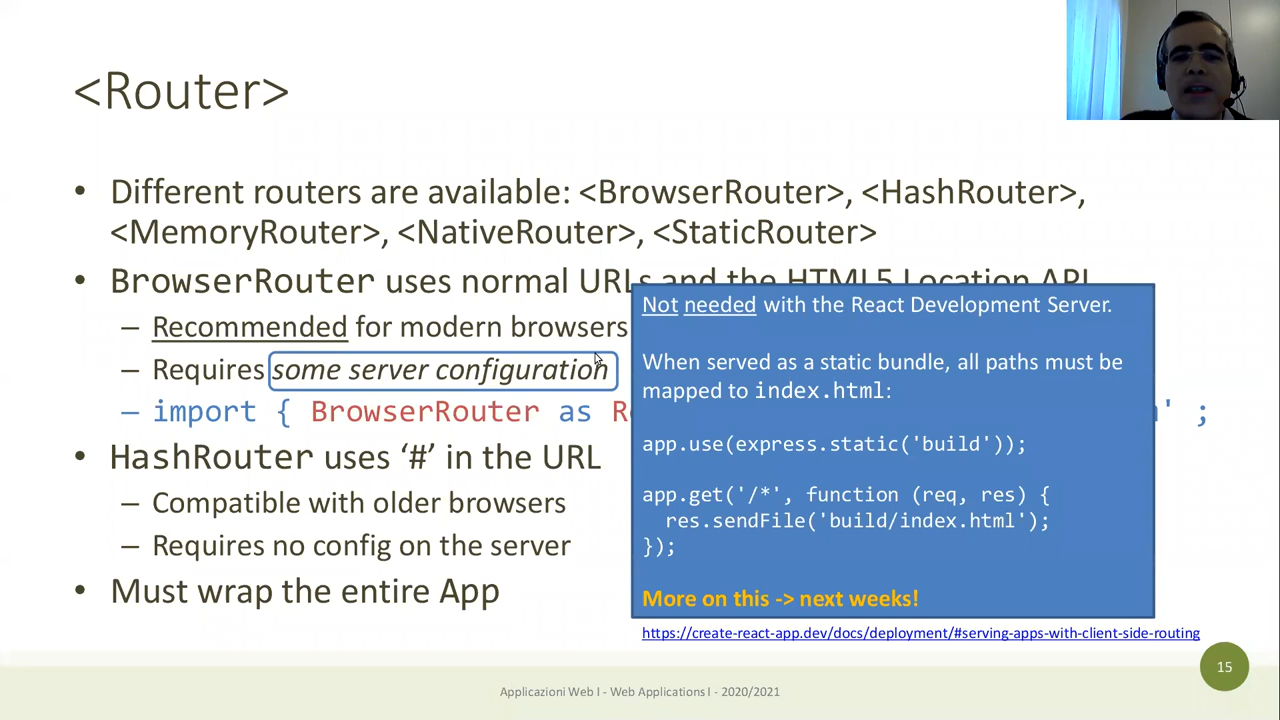 <Router>
• Different routers are available: <BrowserRouter>, <HashRouter>,
<MemoryRouter>, <NativeRouter>, <StaticRouter>
• BrowserRouter uses normal URLs and the HTML5 Location API
– Recommended for modern browsers
– Requires some server configuration
– import { BrowserRouter as ' ;
• HashRouter uses ‘#’ in the URL
– Compatible with older browsers
– Requires no config on the server
• Must wrap the entire App
Not needed with the React Development Server.
When served as a static bundle, all paths must be
mapped to index.html:
app.use(express.static('build'));
app.get('/*', function (req, res) {
res.sendFile('build/index.html');
});
More on this -> next weeks!
https://create-react-app.dev/docs/deployment/#serving-apps-with-client-side-routing
15
Applicazioni Web I - Web Applications I - 2020/2021